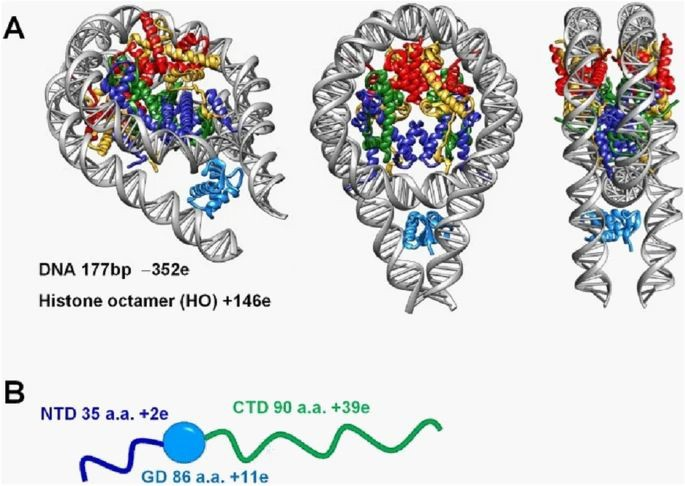 A
DNA 177bp –352e
Histone octamer (HO) +146e
B
NTD 35 a.a. +2e
CTD 90 a.a. +39e
GD 86 a.a. +11e